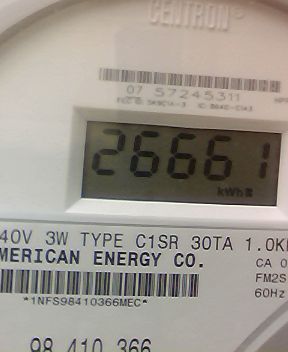 CENTRON®
07 57245311
26661
kWh
40V 3W TYPE C1SR 30TA 1.0K
MERICAN ENERGY CO.
CA 0
FM2S
60Hz
*1NFS98410366MEC*
98 410 366